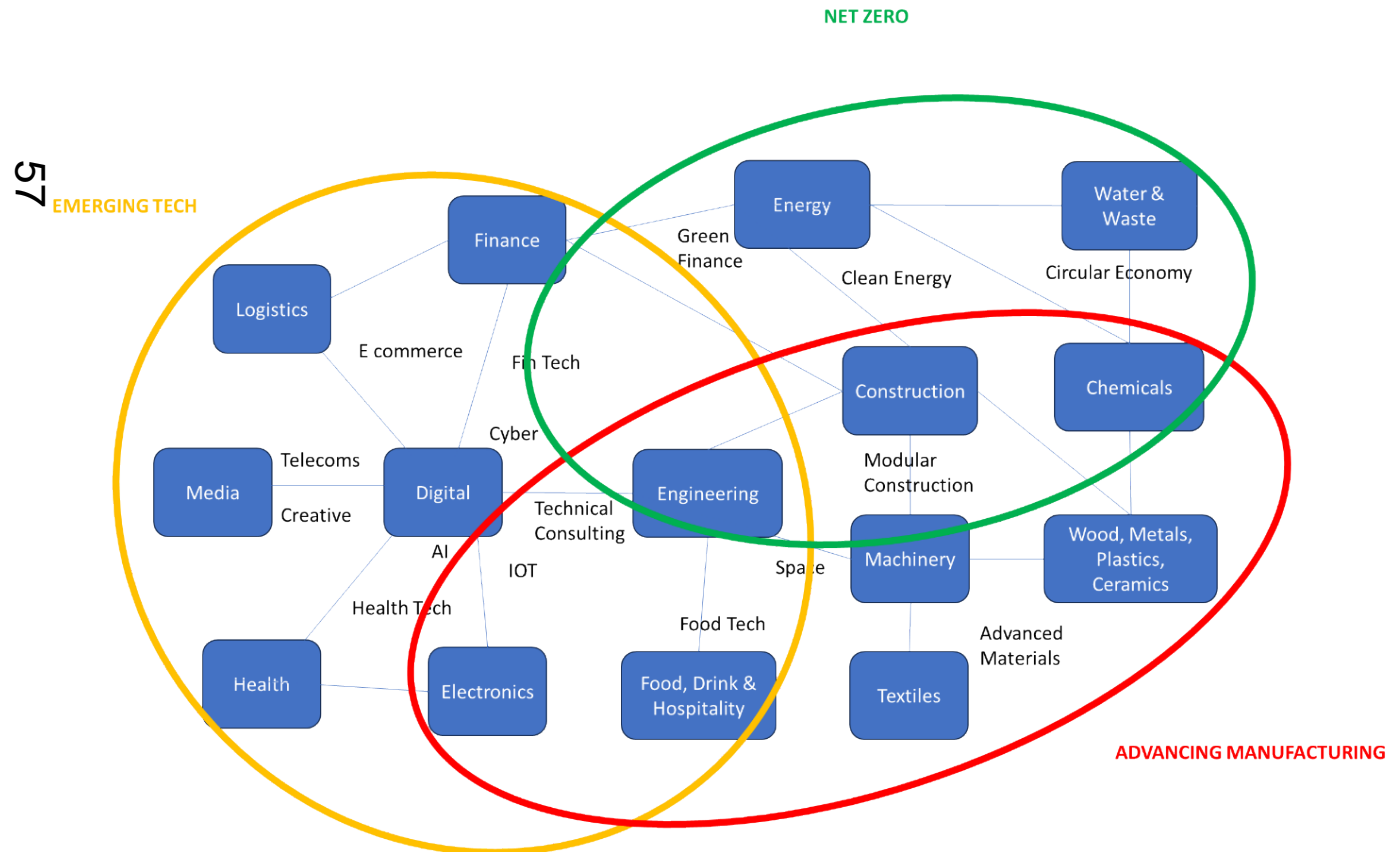 NET ZERO
57
EMERGING TECH
Finance
Energy
Water &
Waste
Green
Finance
Clean Energy
Circular Economy
Logistics
E commerce
Fin Tech
Construction
Chemicals
Cyber
Telecoms
Media
Creative
Digital
Technical
Consulting
Engineering
Modular
Construction
AI
IOT
Space
Machinery
Wood, Metals,
Plastics,
Ceramics
Health Tech
Food Tech
Advanced
Materials
Health
Electronics
Food, Drink &
Hospitality
Textiles
ADVANCING MANUFACTURING